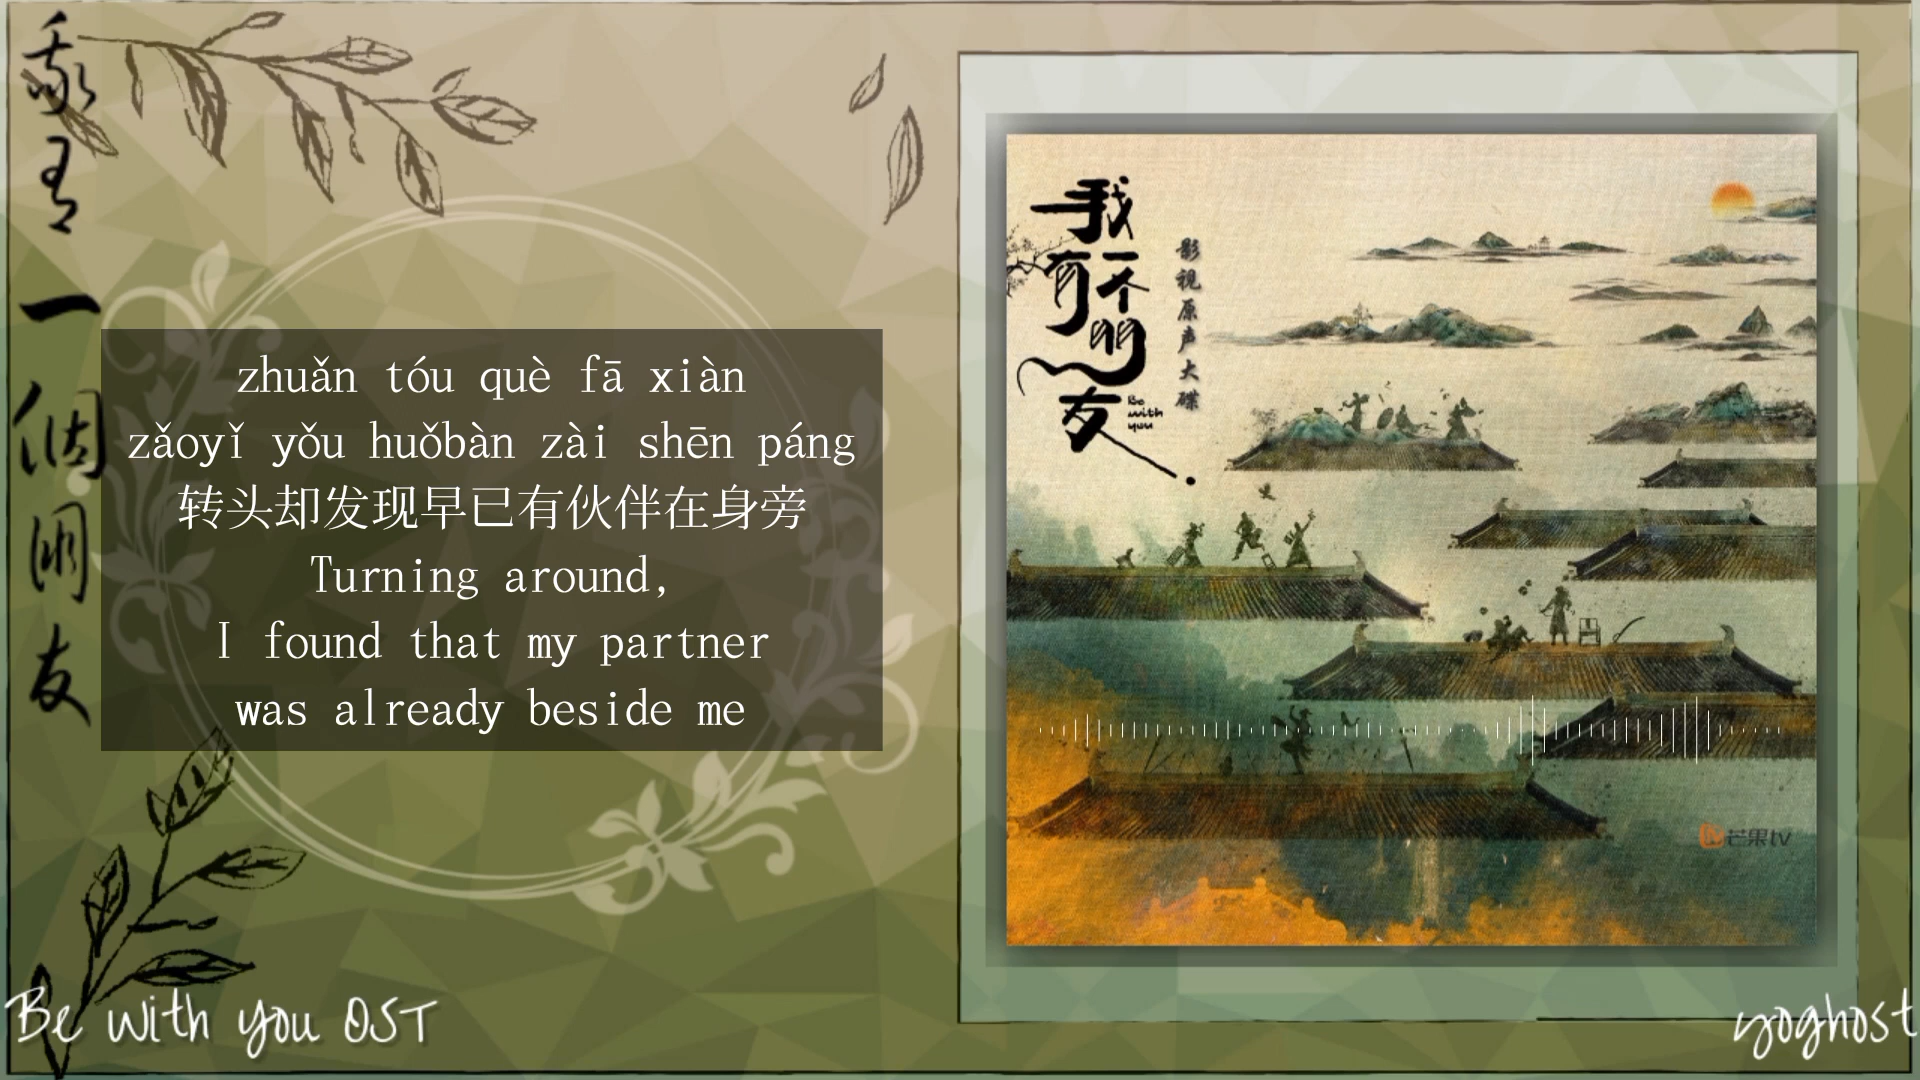 我有一個朋友
zhuǎn tóu què fā xiàn
zǎoyǐ yǒu huǒbàn zài shēn páng
转头却发现早已有伙伴在身旁
Turning around,
I found that my partner
was already beside me
我有一个朋友
Be
with
you
影视原声大碟
芒果tv
Be with you OST
yoghost